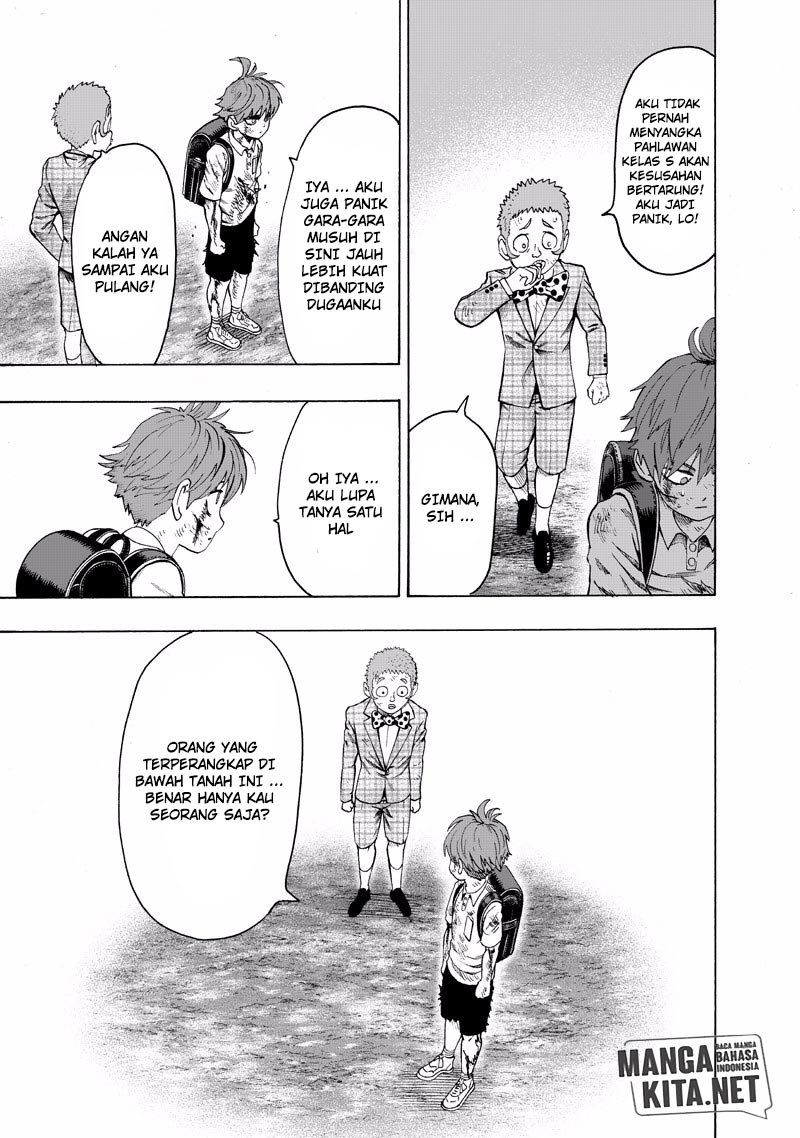 AKU TIDAK
PERNAH
MENYANGKA
PAHLAWAN
KELAS S AKAN
KESUSAHAN
BERTARUNG!
AKU JADI
PANIK, LO!
GIMANA,
SIH ...
IYA ... AKU
JUGA PANIK
GARA-GARA
MUSUH DI
SINI JAUH
LEBIH KUAT
DIBANDING
DUGAANKU
ANGAN
KALAH YA
SAMPAI AKU
PULANG!
OH IYA ...
AKU LUPA
TANYA SATU
HAL
ORANG YANG
TERPERANGKAP DI
BAWAH TANAH INI ...
BENAR HANYA KAU
SEORANG SAJA?
MANGA
KITA.NET
BACA MANGA
BAHASA
INDONESIA